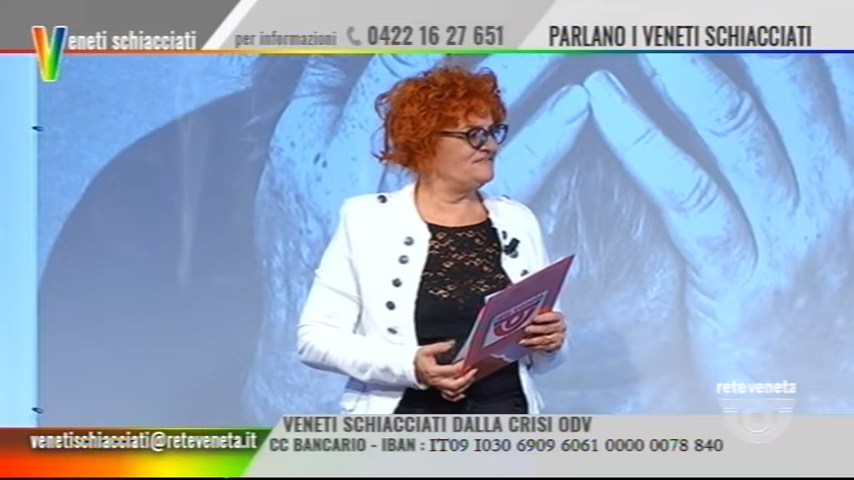 Veneti schiacciati
per informazioni 0422 16 27 651
PARLANO I VENETI SCHIACCIATI
reteveneta
VENETI SCHIACCIATI DALLA CRISI ODV
venetischiacciati@reteveneta.it
CC BANCARIO - IBAN : IT09 I030 6909 6061 0000 0078 840